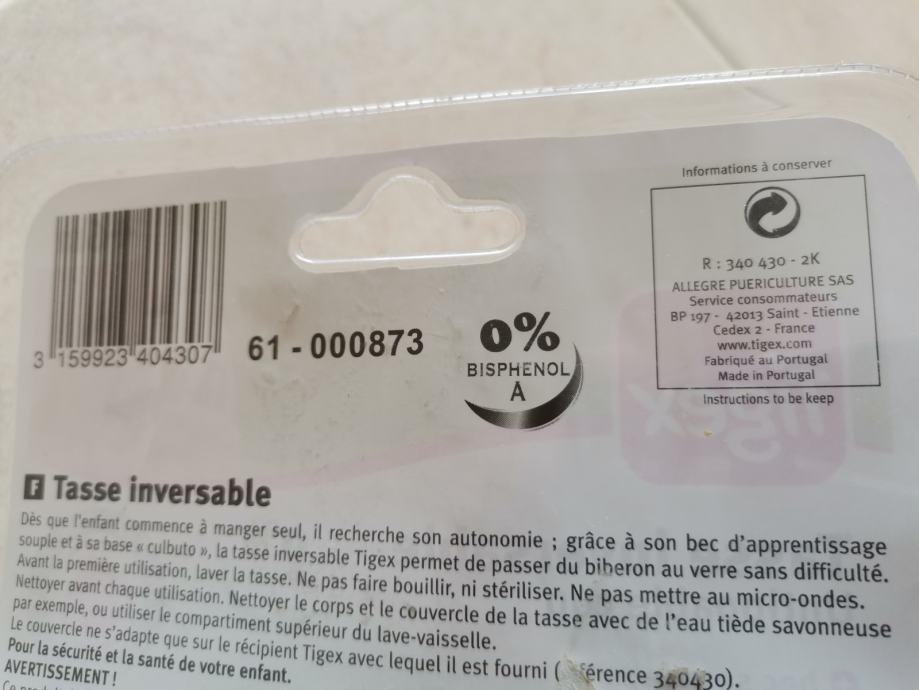 Informations à conserver
R : 340 430 - 2K
ALLEGRE PUERICULTURE SAS
Service consommateurs
BP 197 - 42013 Saint - Etienne
Cedex 2 - France
www.tigex.com
Fabriqué au Portugal
Made in Portugal
Instructions to be keep
3 159923 404307
61 - 000873
0%
BISPHENOL
A
F Tasse inversable
Dès que l'enfant commence à manger seul, il recherche son autonomie ; grâce à son bec d'apprentissage
souple et à sa base « culbuto », la tasse inversable Tigex permet de passer du biberon au verre sans difficulté.
Avant la première utilisation, laver la tasse. Ne pas faire bouillir, ni stériliser. Ne pas mettre au micro-ondes.
Nettoyer avant chaque utilisation. Nettoyer le corps et le couvercle de la tasse avec de l'eau tiède savonneuse
par exemple, ou utiliser le compartiment supérieur du lave-vaisselle.
Le couvercle ne s'adapte que sur le récipient Tigex avec lequel il est fourni ( érence 340430).
Pour la sécurité et la santé de votre enfant.
AVERTISSEMENT !